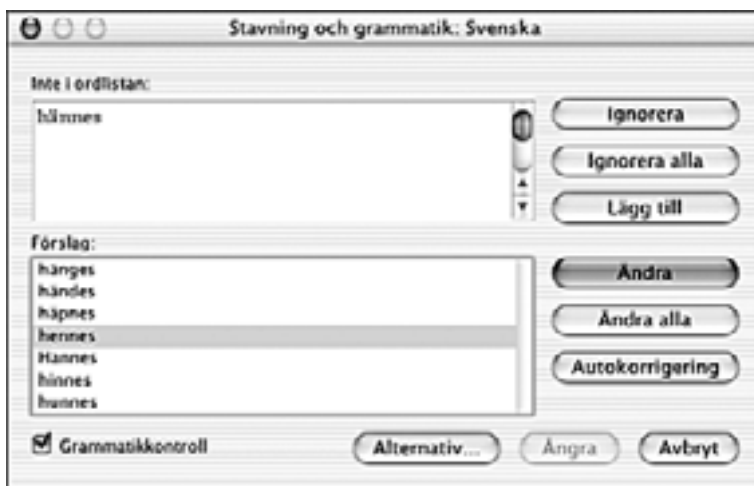 Stavning och grammatik: Svenska
Inte i ordlistan:
hännes
Ignorera
Ignorera alla
Lägg till
Förslag:
hänges
händes
häpnes
hennes
Hannes
hinnes
hunnes
Ändra
Ändra alla
Autokorrigering
Grammatikkontroll
Alternativ...
Ångra
Avbryt